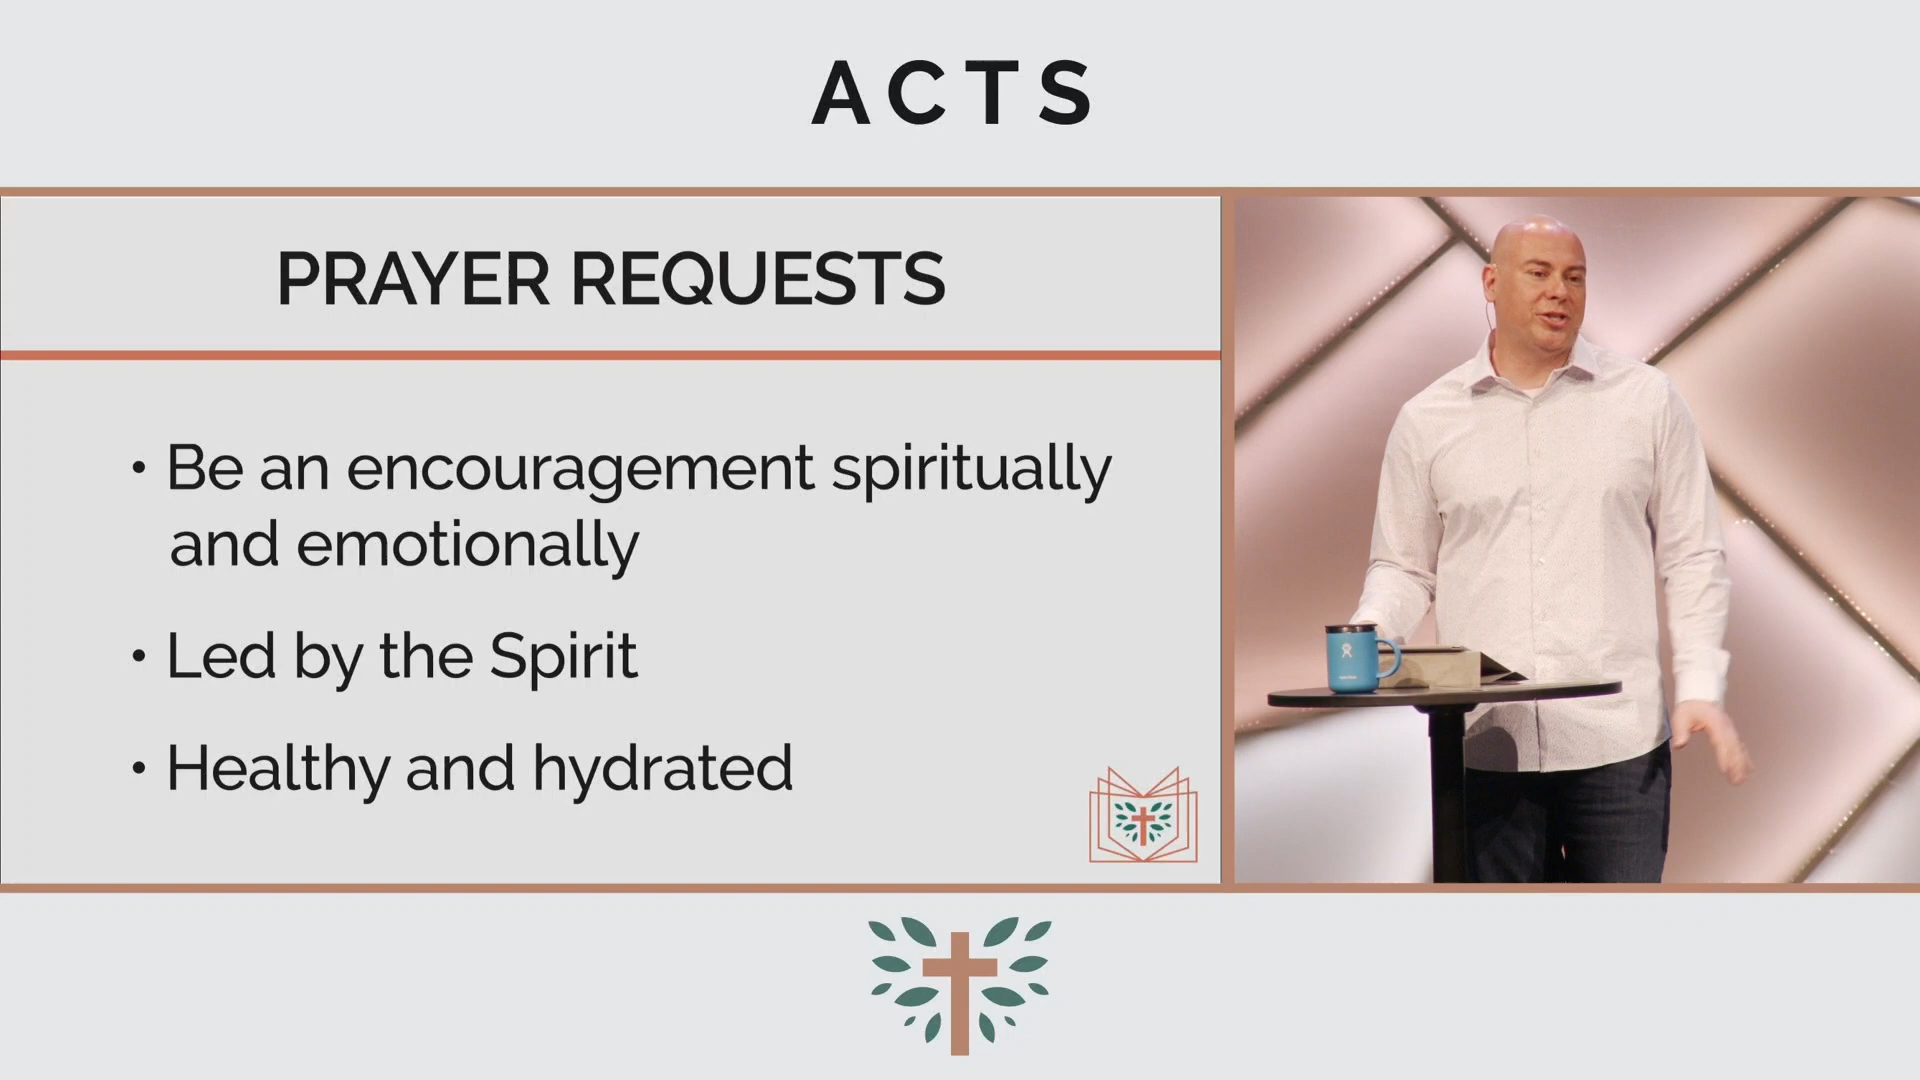 ACTS
PRAYER REQUESTS
• Be an encouragement spiritually
and emotionally
• Led by the Spirit
• Healthy and hydrated